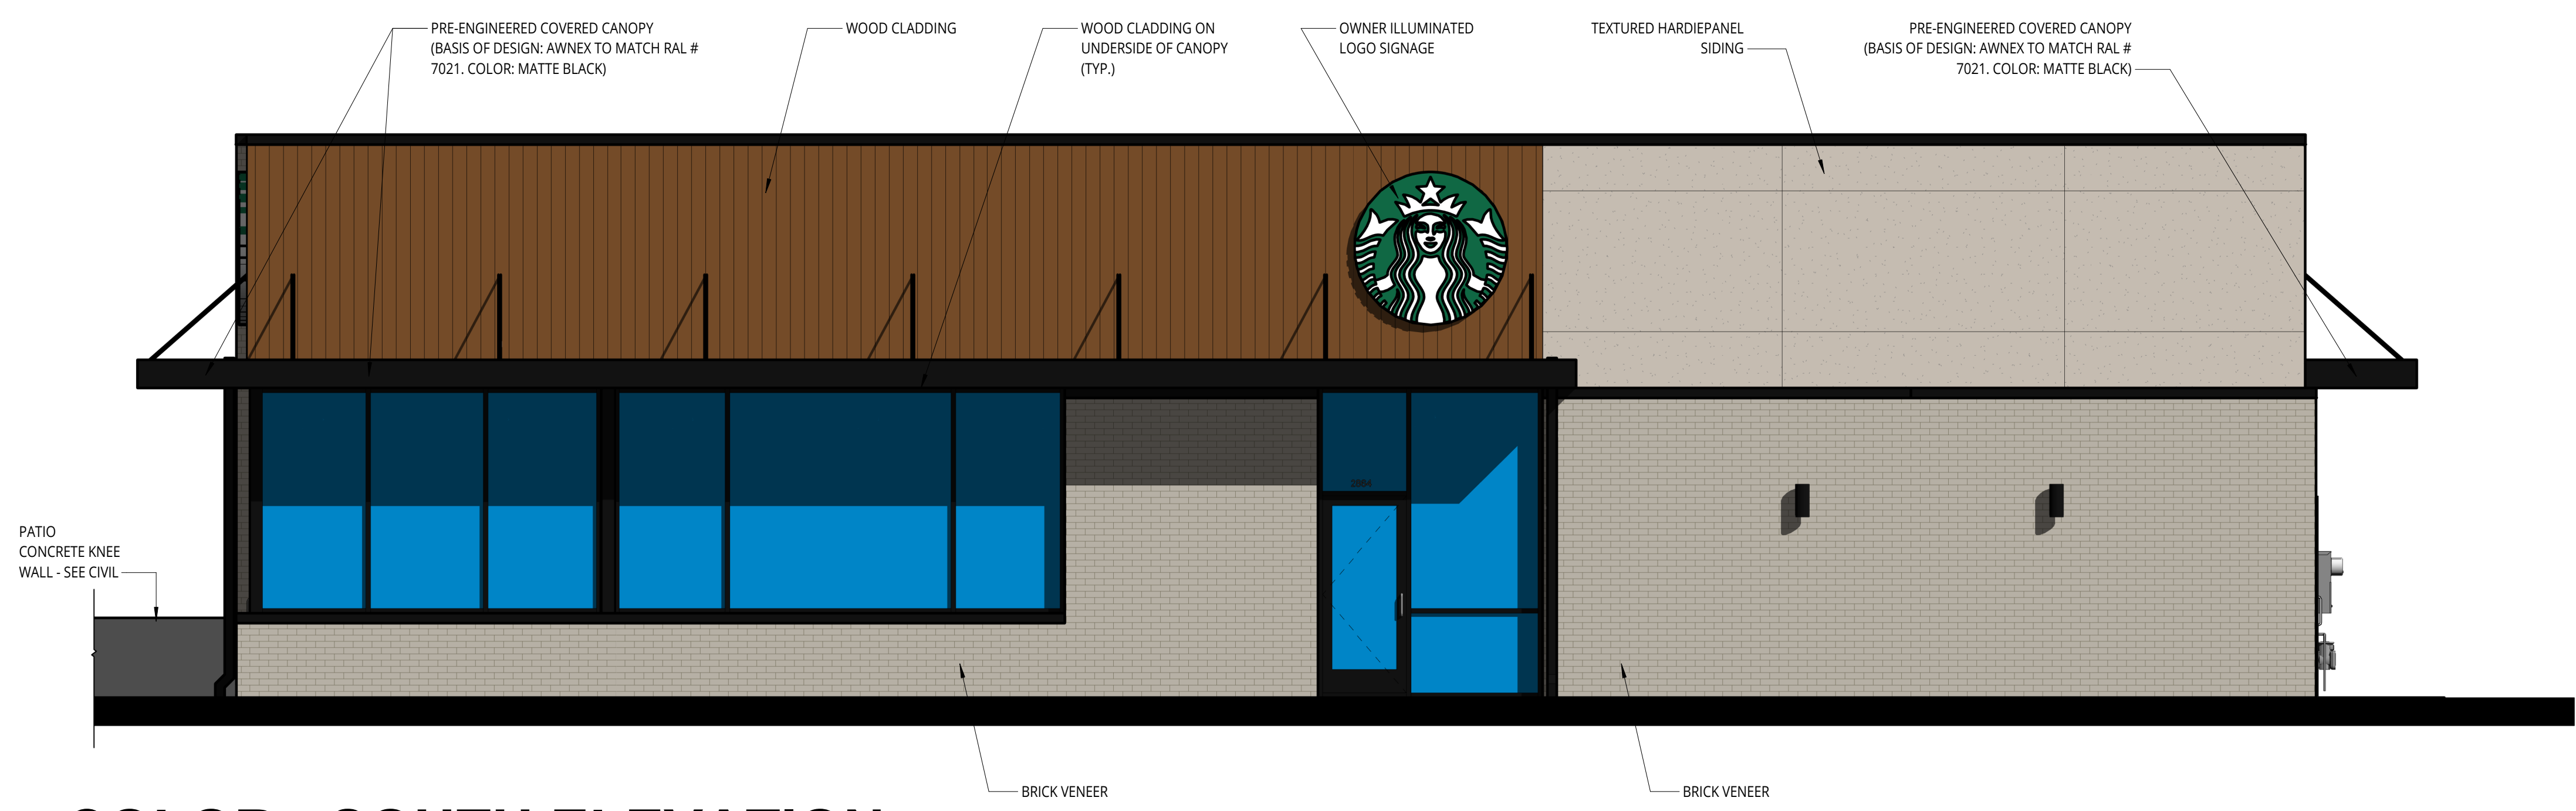 PRE-ENGINEERED COVERED CANOPY
(BASIS OF DESIGN: AWNEX TO MATCH RAL #
7021. COLOR: MATTE BLACK)
WOOD CLADDING
WOOD CLADDING ON
UNDERSIDE OF CANOPY
(TYP.)
OWNER ILLUMINATED
LOGO SIGNAGE
TEXTURED HARDIEPANEL
SIDING
PRE-ENGINEERED COVERED CANOPY
(BASIS OF DESIGN: AWNEX TO MATCH RAL #
7021. COLOR: MATTE BLACK)
PATIO
CONCRETE KNEE
WALL - SEE CIVIL
BRICK VENEER
BRICK VENEER